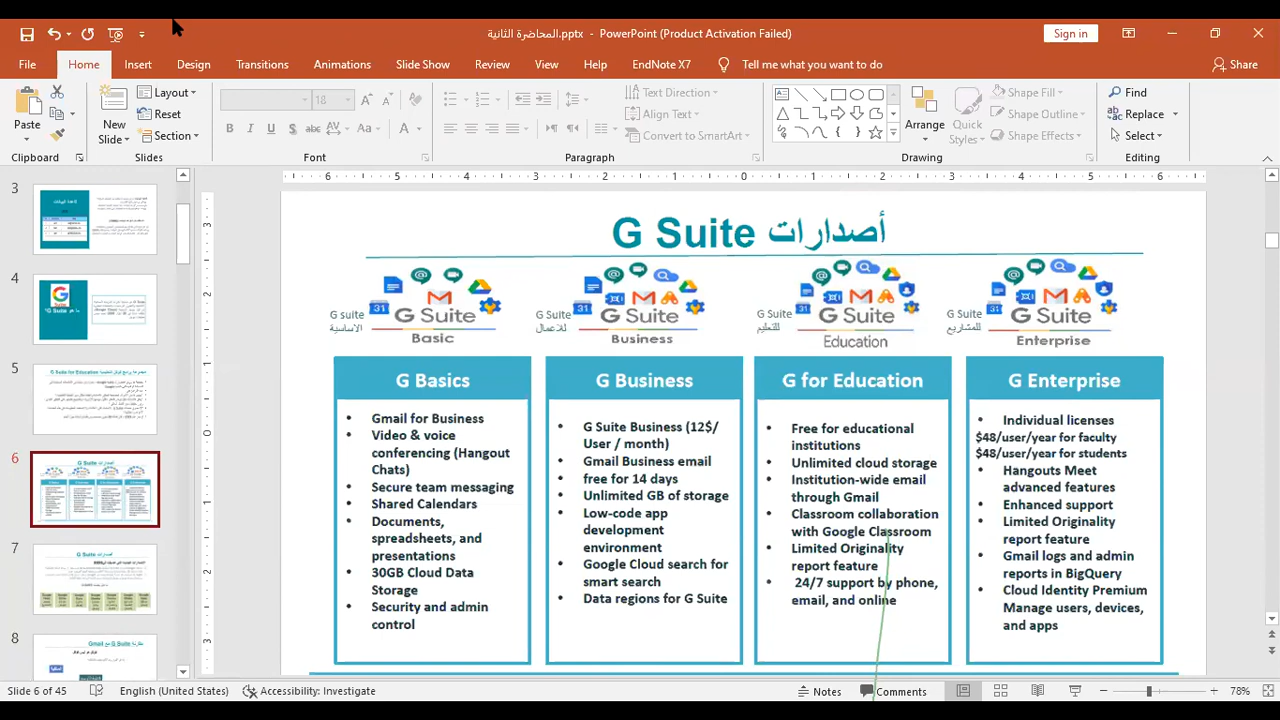 المحاضرة الثانية.pptx - PowerPoint (Product Activation Failed)
Sign in
File Home Insert Design Transitions Animations Slide Show Review View Help EndNote X7 Tell me what you want to do Share
Paste
Clipboard
New Slide
Layout
Reset
Section
Slides
18
Font
Text Direction
Align Text
Convert to SmartArt
Paragraph
Arrange
Quick Styles
Shape Fill
Shape Outline
Shape Effects
Drawing
Find
Replace
Select
Editing
3
4
5
6
7
8
أصدارات G Suite
G suite الاساسية
G Suite
Basic
G suite للاعمال
G Suite
Business
G suite للتعليم
G Suite
Education
G suite للمشاريع
G Suite
Enterprise
G Basics
• Gmail for Business
• Video & voice
conferencing (Hangout
Chats)
• Secure team messaging
• Shared Calendars
• Documents,
spreadsheets, and
presentations
• 30GB Cloud Data
Storage
• Security and admin
control
G Business
• G Suite Business (12$/
User / month)
• Gmail Business email
• free for 14 days
• Unlimited GB of storage
• Low-code app
development
environment
• Google Cloud search for
smart search
• Data regions for G Suite
G for Education
• Free for educational
institutions
• Unlimited cloud storage
• Institution-wide email
through Gmail
• Classroom collaboration
with Google Classroom
• Limited Originality
report feature
• 24/7 support by phone,
email, and online
G Enterprise
• Individual licenses
$48/user/year for faculty
$48/user/year for students
• Hangouts Meet
advanced features
• Enhanced support
• Limited Originality
report feature
• Gmail logs and admin
reports in BigQuery
• Cloud Identity Premium
Manage users, devices,
and apps
Slide 6 of 45 English (United States) Accessibility: Investigate Notes Comments 78%